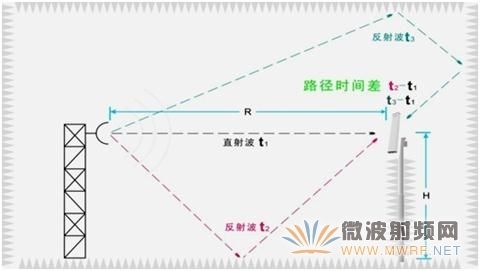 反射波t₃
路径时间差 t₂-t₁
t₃-t₁
R
直射波 t₁
H
反射波 t₂
微波射频网
WWW.MWRF.NET